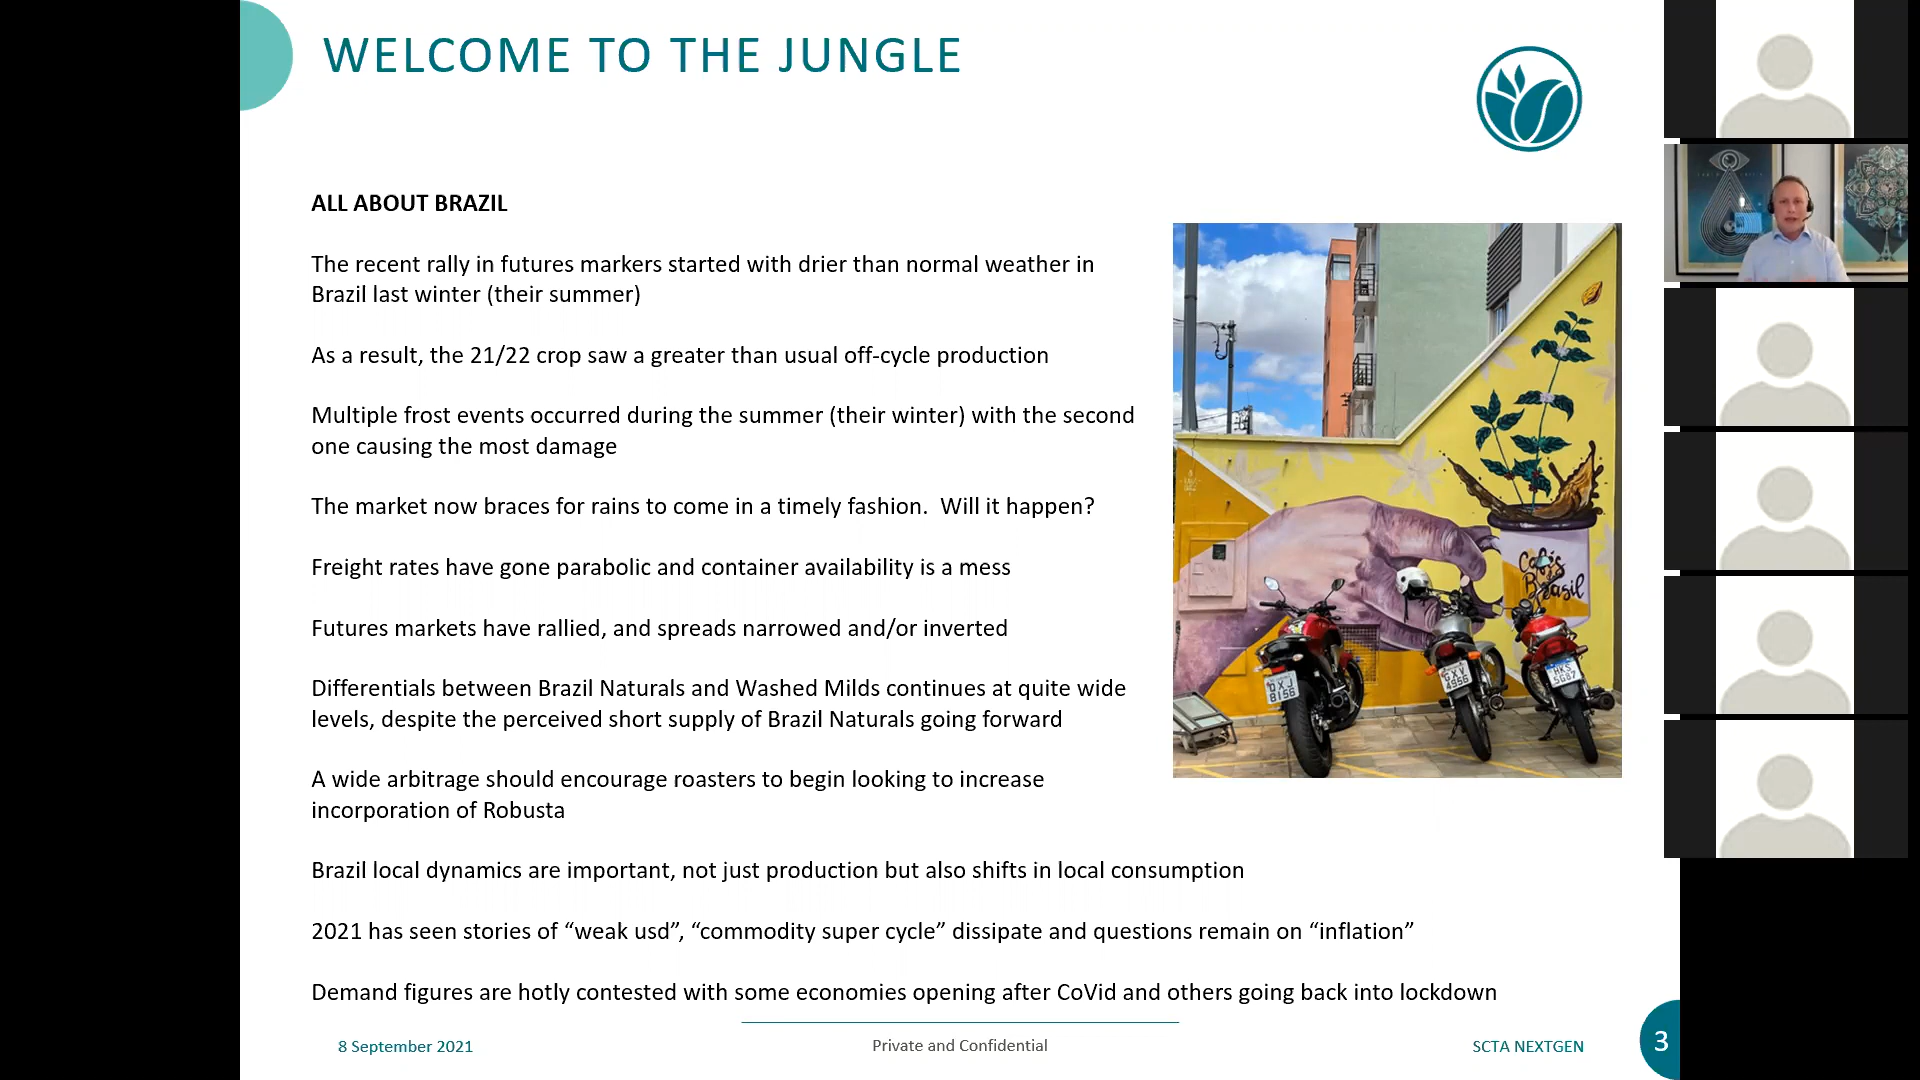 WELCOME TO THE JUNGLE
ALL ABOUT BRAZIL
The recent rally in futures markers started with drier than normal weather in
Brazil last winter (their summer)
As a result, the 21/22 crop saw a greater than usual off-cycle production
Multiple frost events occurred during the summer (their winter) with the second
one causing the most damage
The market now braces for rains to come in a timely fashion.  Will it happen?
Freight rates have gone parabolic and container availability is a mess
Futures markets have rallied, and spreads narrowed and/or inverted
Differentials between Brazil Naturals and Washed Milds continues at quite wide
levels, despite the perceived short supply of Brazil Naturals going forward
A wide arbitrage should encourage roasters to begin looking to increase
incorporation of Robusta
Brazil local dynamics are important, not just production but also shifts in local consumption
2021 has seen stories of “weak usd”, “commodity super cycle” dissipate and questions remain on “inflation”
Demand figures are hotly contested with some economies opening after CoVid and others going back into lockdown
Brasil
8156
4956
5687
8 September 2021
Private and Confidential
SCTA NEXTGEN
3